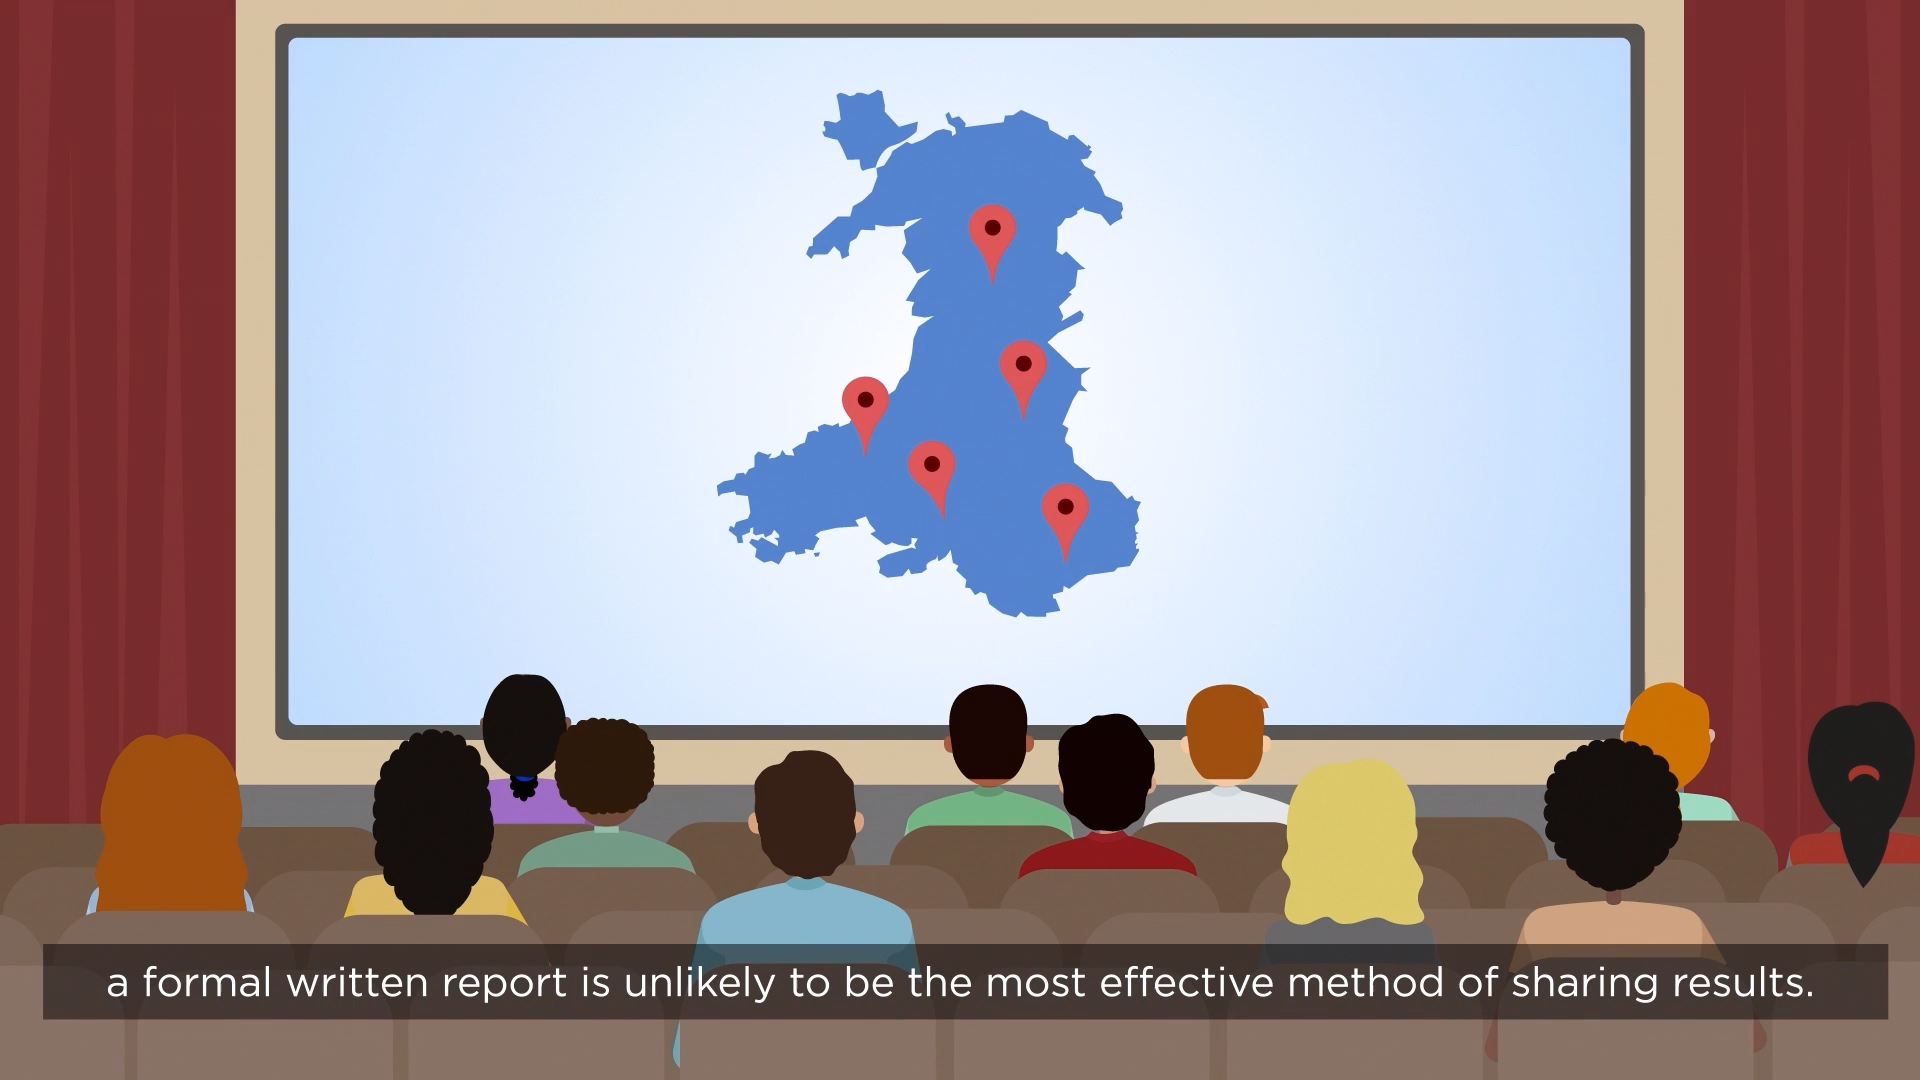 a formal written report is unlikely to be the most effective method of sharing results.